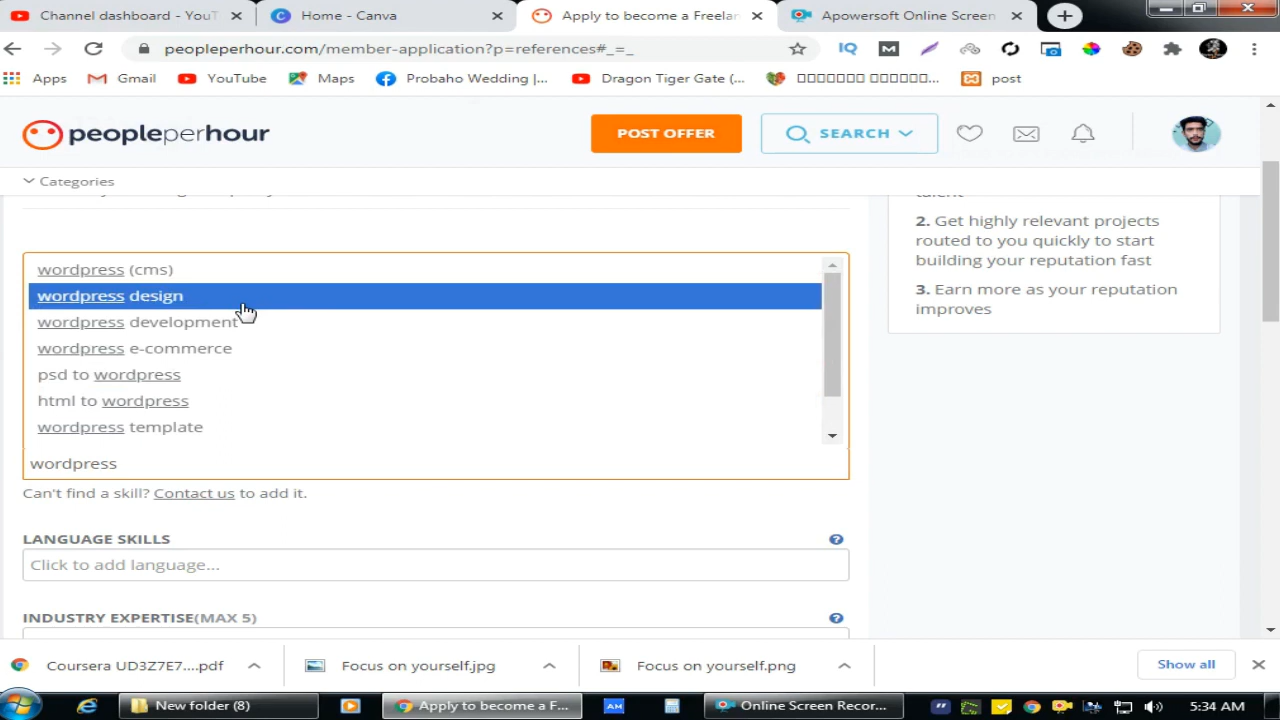 Channel dashboard - YouT
Home - Canva
Apply to become a Freelan
Apowersoft Online Screen
peopleperhour.com/member-application?p=references#_=_
IQ
M
Apps
Gmail
YouTube
Maps
Probaho Wedding |...
Dragon Tiger Gate (...
post
peopleperhour
POST OFFER
SEARCH
Categories
talent
2. Get highly relevant projects
routed to you quickly to start
building your reputation fast
3. Earn more as your reputation
improves
wordpress (cms)
wordpress design
wordpress development
wordpress e-commerce
psd to wordpress
html to wordpress
wordpress template
wordpress
Can't find a skill? Contact us to add it.
LANGUAGE SKILLS
Click to add language...
INDUSTRY EXPERTISE(MAX 5)
Coursera UD3Z7E7....pdf
Focus on yourself.jpg
Focus on yourself.png
Show all
New folder (8)
Apply to become a F...
AM
Online Screen Recor...
5:34 AM